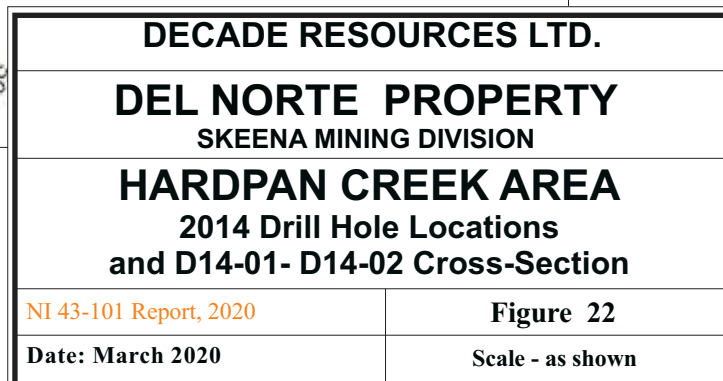 DECADE RESOURCES LTD.
DEL NORTE PROPERTY
SKEENA MINING DIVISION
HARDPAN CREEK AREA
2014 Drill Hole Locations
and D14-01- D14-02 Cross-Section
NI 43-101 Report, 2020
Figure 22
Date: March 2020
Scale - as shown